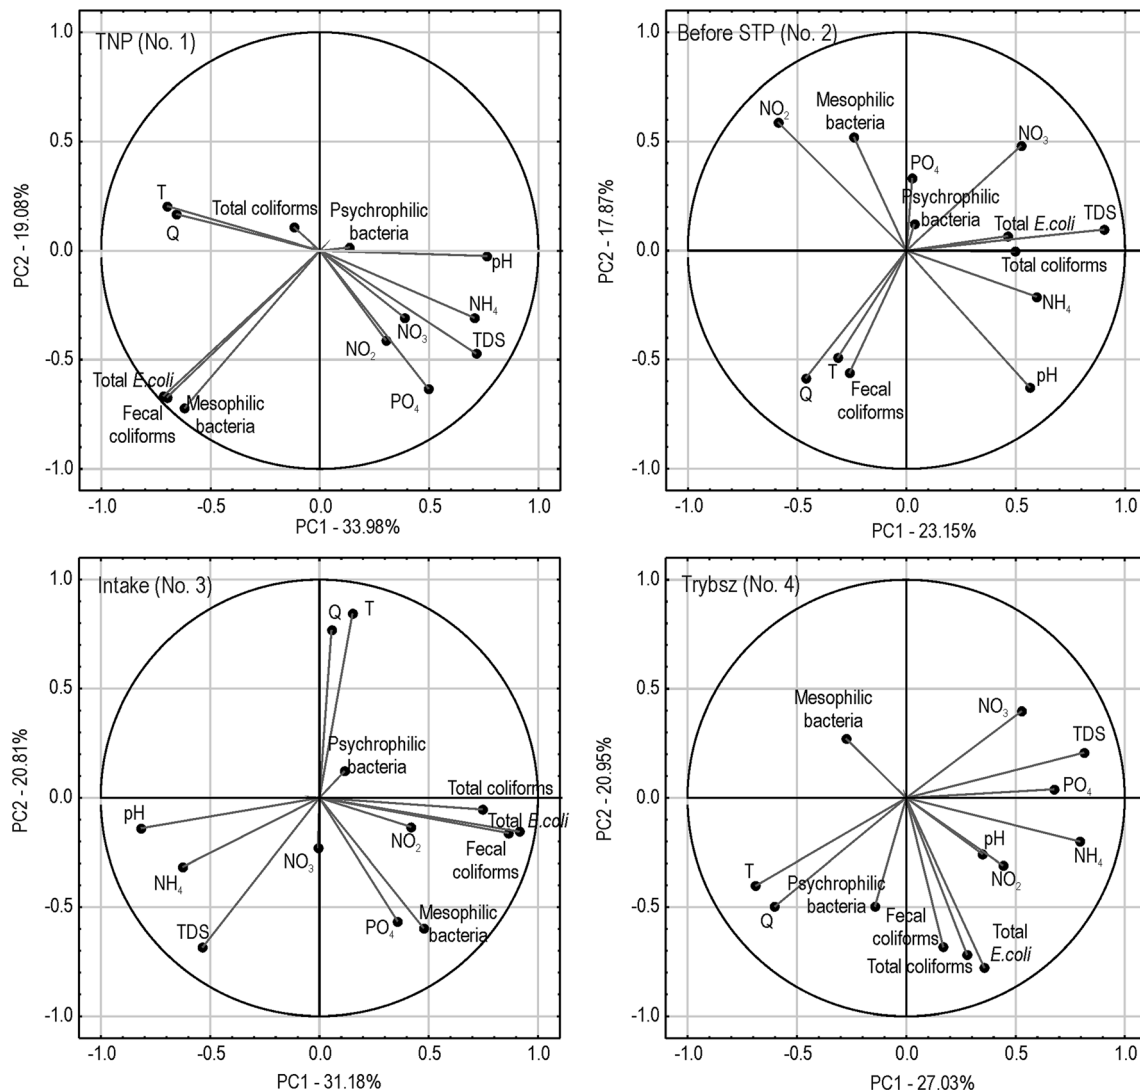 TNP (No. 1)
1.0
0.5
0.0
-0.5
-1.0
PC2 - 19.08%
T
Q
Total coliforms
Psychrophilic
bacteria
pH
NH4
NO3
TDS
NO2
PO4
Total E.coli
Fecal
coliforms
Mesophilic
bacteria
-1.0 -0.5 0.0 0.5 1.0
PC1 - 33.98%
Before STP (No. 2)
1.0
0.5
0.0
-0.5
-1.0
PC2 - 17.87%
NO2
Mesophilic
bacteria
NO3
PO4
Psychrophilic
bacteria
Total E.coli
TDS
Total coliforms
NH4
T
Q
Fecal
coliforms
pH
-1.0 -0.5 0.0 0.5 1.0
PC1 - 23.15%
Intake (No. 3)
1.0
0.5
0.0
-0.5
-1.0
PC2 - 20.81%
Q
T
Psychrophilic
bacteria
Total coliforms
pH
Total E.coli
NO2
Fecal
coliforms
NO3
NH4
TDS
PO4
Mesophilic
bacteria
-1.0 -0.5 0.0 0.5 1.0
PC1 - 31.18%
Trybsz (No. 4)
1.0
0.5
0.0
-0.5
-1.0
PC2 - 20.95%
Mesophilic
bacteria
NO3
TDS
PO4
pH
NH4
NO2
T
Q
Psychrophilic
bacteria
Fecal
coliforms
Total coliforms
Total
E.coli
-1.0 -0.5 0.0 0.5 1.0
PC1 - 27.03%